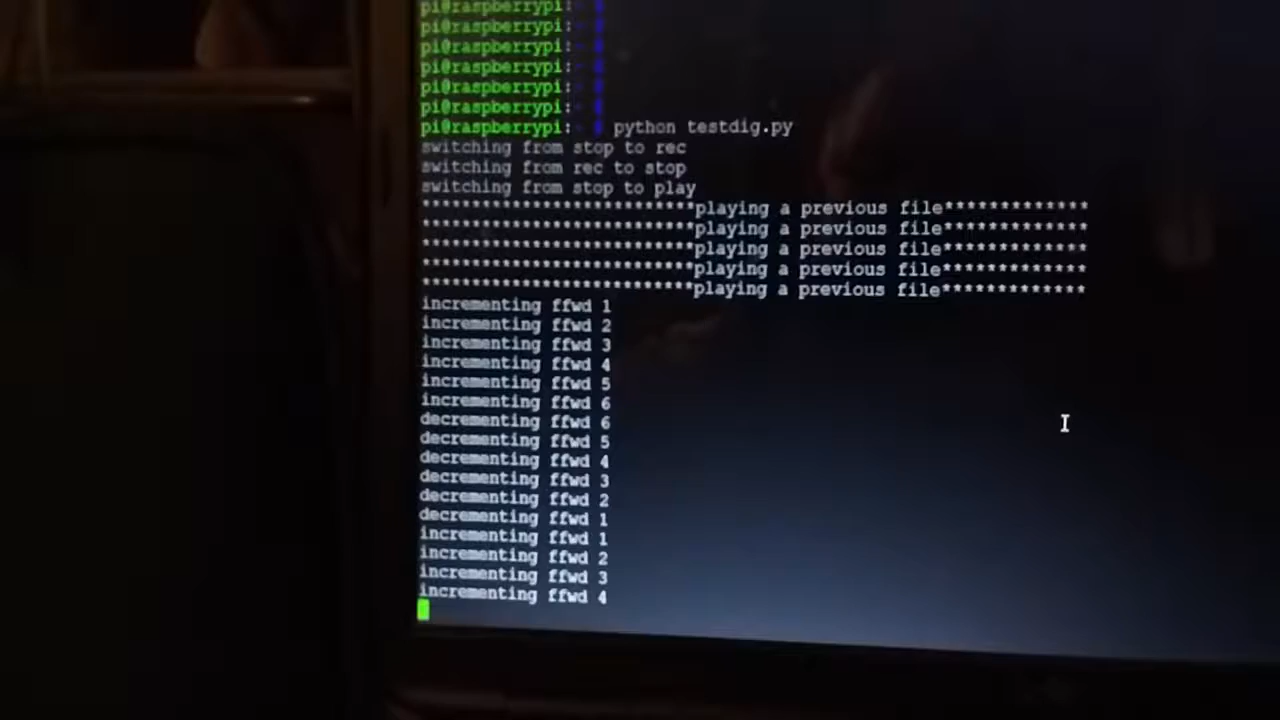 pi@raspberrypi:~ $
pi@raspberrypi:~ $
pi@raspberrypi:~ $
pi@raspberrypi:~ $
pi@raspberrypi:~ $
pi@raspberrypi:~ $
pi@raspberrypi:~ $ python testdig.py
switching from stop to rec
switching from rec to stop
switching from stop to play
**************************playing a previous file**************
**************************playing a previous file**************
**************************playing a previous file**************
**************************playing a previous file**************
**************************playing a previous file**************
incrementing ffwd 1
incrementing ffwd 2
incrementing ffwd 3
incrementing ffwd 4
incrementing ffwd 5
incrementing ffwd 6
decrementing ffwd 6
decrementing ffwd 5
decrementing ffwd 4
decrementing ffwd 3
decrementing ffwd 2
decrementing ffwd 1
incrementing ffwd 1
incrementing ffwd 2
incrementing ffwd 3
incrementing ffwd 4